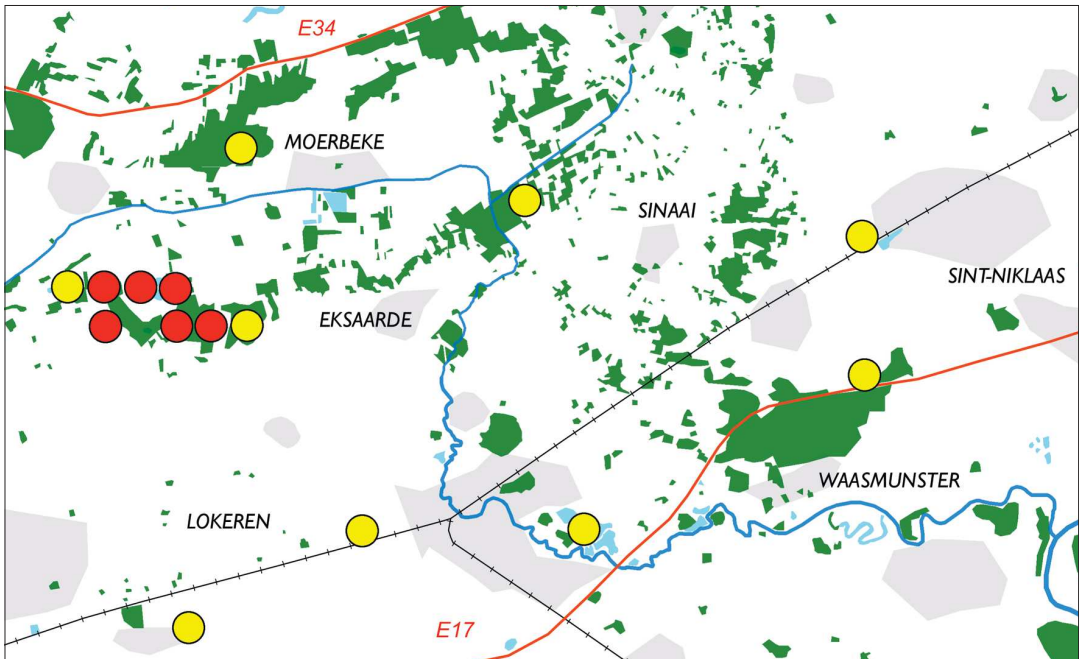 E34
MOERBEKE
SINAAI
SINT-NIKLAAS
EKSAARDE
WAASMUNSTER
LOKEREN
E17